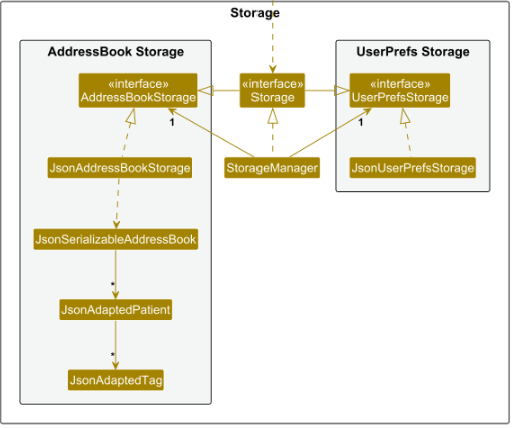 Storage
AddressBook Storage
UserPrefs Storage
«interface»
AddressBookStorage
«interface»
Storage
«interface»
UserPrefsStorage
1
1
JsonAddressBookStorage
StorageManager
JsonUserPrefsStorage
JsonSerializableAddressBook
*
JsonAdaptedPatient
*
JsonAdaptedTag